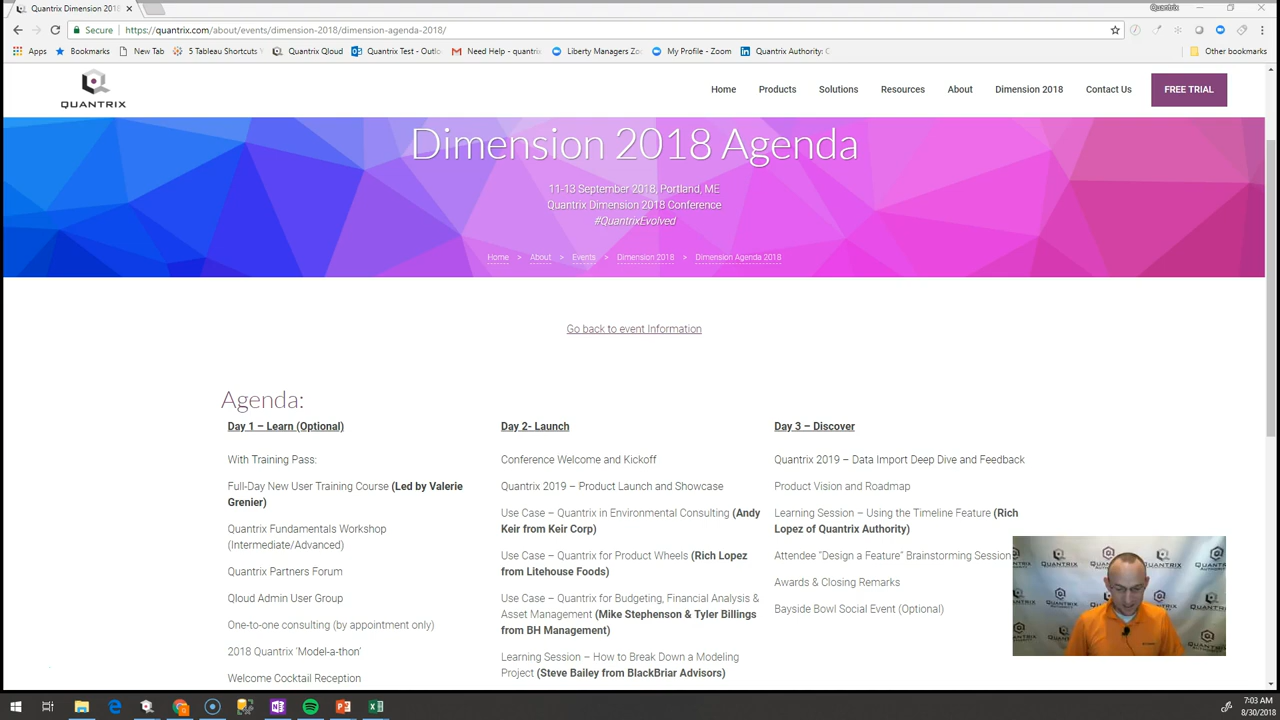 Quantrix Dimension 2018
Quantrix
Secure
https://quantrix.com/about/events/dimension-2018/dimension-agenda-2018/
Apps
Bookmarks
New Tab
5 Tableau Shortcuts
Quantrix Qloud
Quantrix Test - Outlo
Need Help - quantrix
Liberty Managers Zo
My Profile - Zoom
Quantrix Authority: C
Other bookmarks
QUANTRIX
Home
Products
Solutions
Resources
About
Dimension 2018
Contact Us
FREE TRIAL
Dimension 2018 Agenda
11-13 September 2018, Portland, ME
Quantrix Dimension 2018 Conference
#QuantrixEvolved
Home > About > Events > Dimension 2018 > Dimension Agenda 2018
Go back to event Information
Agenda:
Day 1 – Learn (Optional)
With Training Pass:
Full-Day New User Training Course (Led by Valerie
Grenier)
Quantrix Fundamentals Workshop
(Intermediate/Advanced)
Quantrix Partners Forum
Qloud Admin User Group
One-to-one consulting (by appointment only)
2018 Quantrix ‘Model-a-thon’
Welcome Cocktail Reception
Day 2- Launch
Conference Welcome and Kickoff
Quantrix 2019 – Product Launch and Showcase
Use Case – Quantrix in Environmental Consulting (Andy
Keir from Keir Corp)
Use Case – Quantrix for Product Wheels (Rich Lopez
from Litehouse Foods)
Use Case – Quantrix for Budgeting, Financial Analysis &
Asset Management (Mike Stephenson & Tyler Billings
from BH Management)
Learning Session – How to Break Down a Modeling
Project (Steve Bailey from BlackBriar Advisors)
Day 3 – Discover
Quantrix 2019 – Data Import Deep Dive and Feedback
Product Vision and Roadmap
Learning Session – Using the Timeline Feature (Rich
Lopez of Quantrix Authority)
Attendee “Design a Feature” Brainstorming Session
Awards & Closing Remarks
Bayside Bowl Social Event (Optional)
7:03 AM
8/30/2018